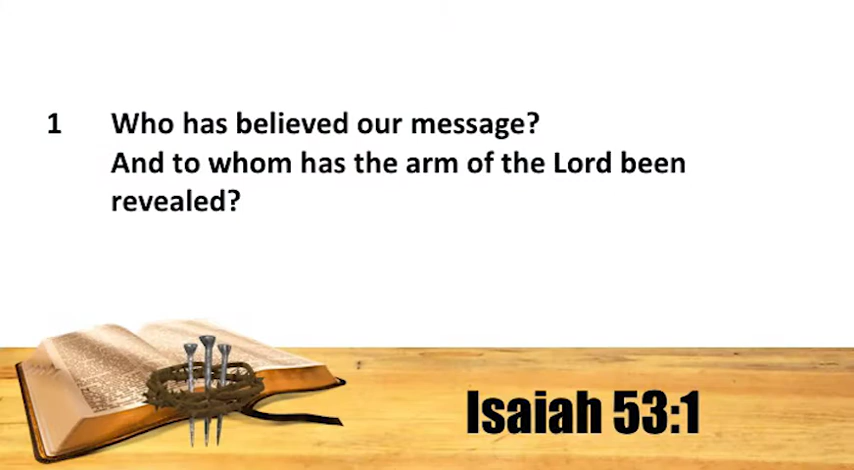 1 Who has believed our message?
And to whom has the arm of the Lord been
revealed?
Isaiah 53:1